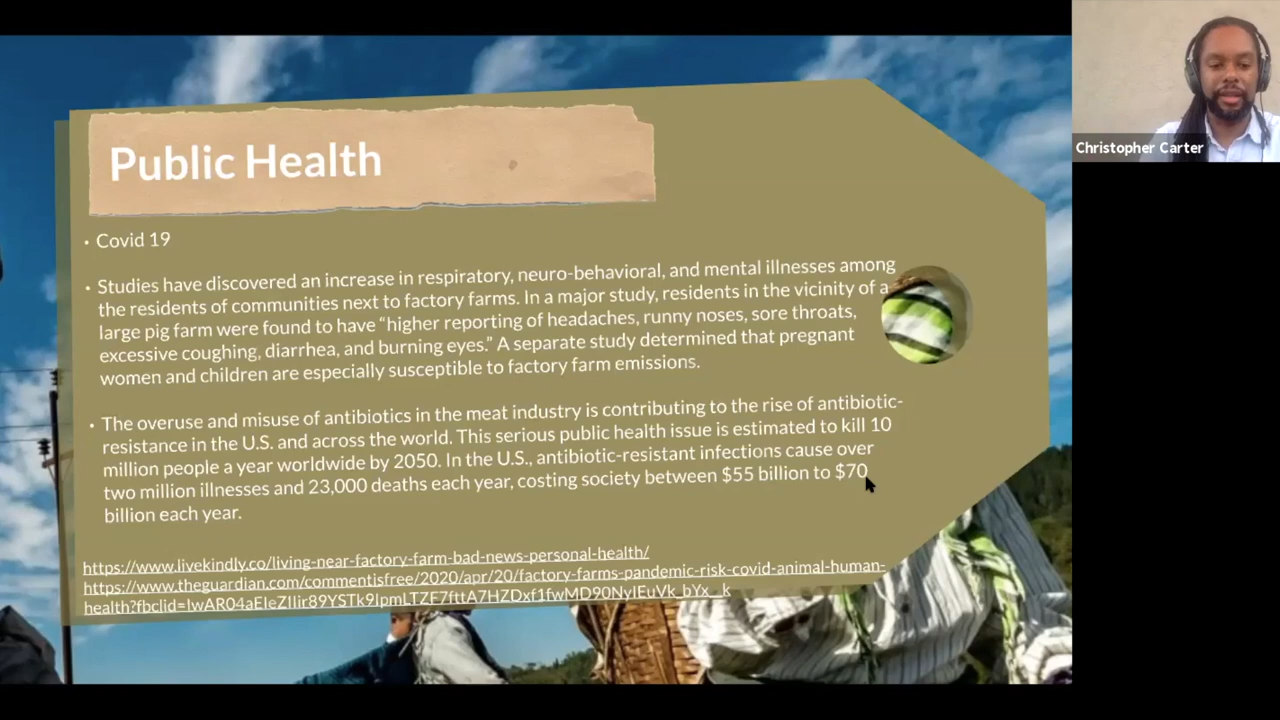 Public Health
• Covid 19
• Studies have discovered an increase in respiratory, neuro-behavioral, and mental illnesses among
the residents of communities next to factory farms. In a major study, residents in the vicinity of a
large pig farm were found to have “higher reporting of headaches, runny noses, sore throats,
excessive coughing, diarrhea, and burning eyes.” A separate study determined that pregnant
women and children are especially susceptible to factory farm emissions.
• The overuse and misuse of antibiotics in the meat industry is contributing to the rise of antibiotic-
resistance in the U.S. and across the world. This serious public health issue is estimated to kill 10
million people a year worldwide by 2050. In the U.S., antibiotic-resistant infections cause over
two million illnesses and 23,000 deaths each year, costing society between $55 billion to $70
billion each year.
https://www.livekindly.co/living-near-factory-farm-bad-news-personal-health/
https://www.theguardian.com/commentisfree/2020/apr/20/factory-farms-pandemic-risk-covid-animal-human-
Christopher Carter